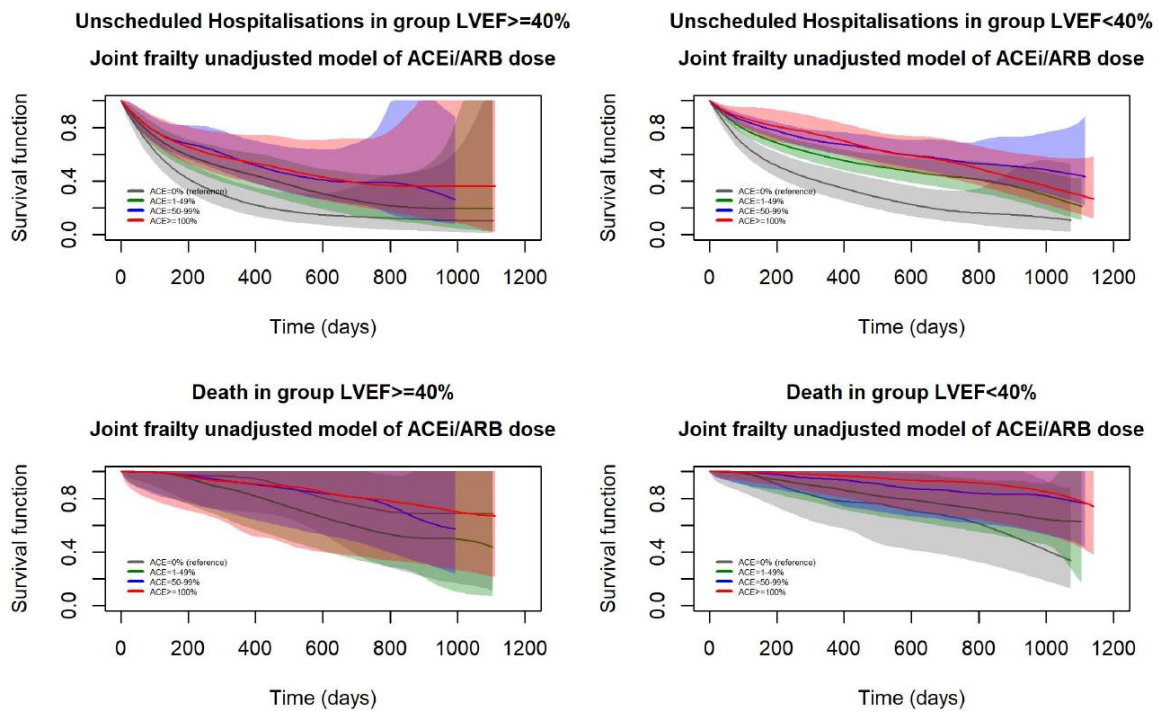 Unscheduled Hospitalisations in group LVEF>=40%
Joint frailty unadjusted model of ACEi/ARB dose
Survival function
0.8
0.4
0.0
ACE=0% (reference)
ACE=1-49%
ACE=50-99%
ACE>=100%
0 200 400 600 800 1000 1200
Time (days)
Unscheduled Hospitalisations in group LVEF<40%
Joint frailty unadjusted model of ACEi/ARB dose
Survival function
0.8
0.4
0.0
ACE=0% (reference)
ACE=1-49%
ACE=50-99%
ACE>=100%
0 200 400 600 800 1000 1200
Time (days)
Death in group LVEF>=40%
Joint frailty unadjusted model of ACEi/ARB dose
Survival function
0.8
0.4
0.0
ACE=0% (reference)
ACE=1-49%
ACE=50-99%
ACE>=100%
0 200 400 600 800 1000 1200
Time (days)
Death in group LVEF<40%
Joint frailty unadjusted model of ACEi/ARB dose
Survival function
0.8
0.4
0.0
ACE=0% (reference)
ACE=1-49%
ACE=50-99%
ACE>=100%
0 200 400 600 800 1000 1200
Time (days)